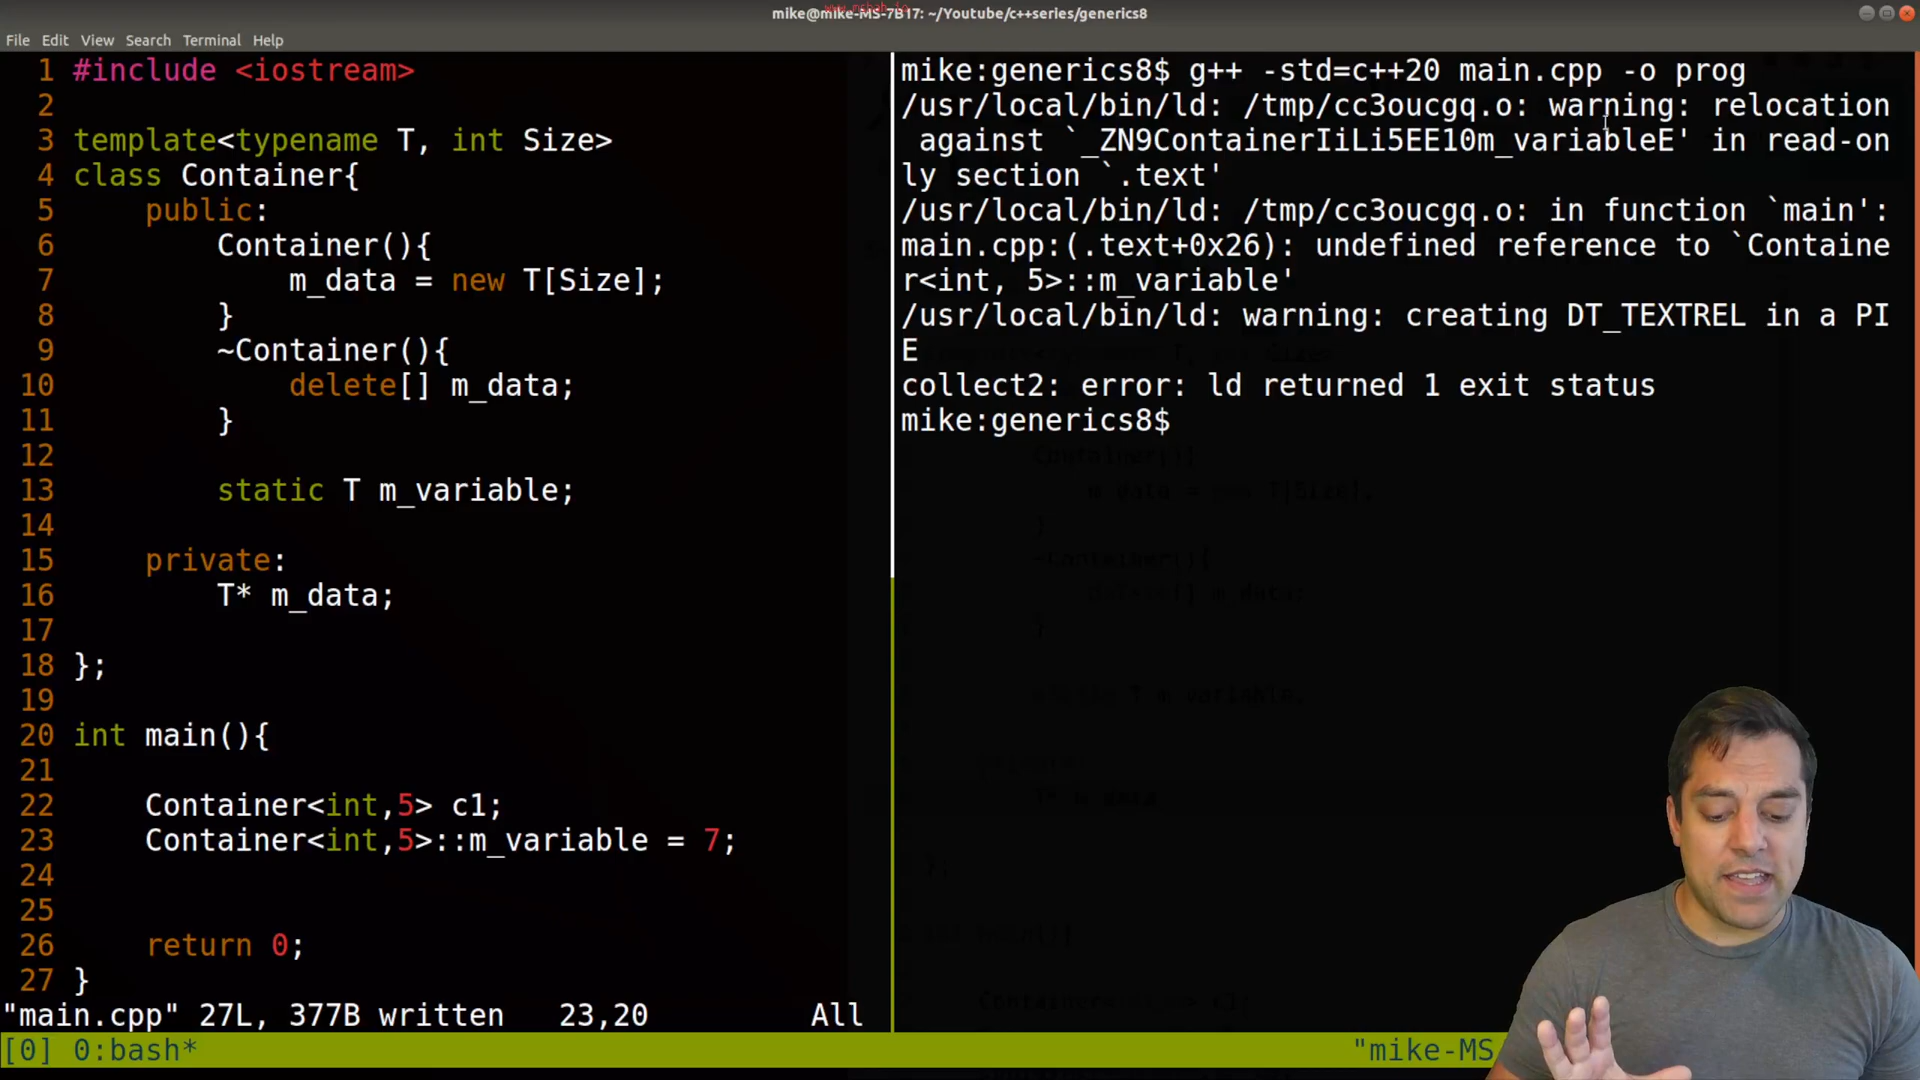 www.mshah.io
mike@mike-MS-7B17: ~/Youtube/c++series/generics8
File Edit View Search Terminal Help
1 #include <iostream>
2
3 template<typename T, int Size>
4 class Container{
5 public:
6 Container(){
7 m_data = new T[Size];
8 }
9 ~Container(){
10 delete[] m_data;
11 }
12
13 static T m_variable;
14
15 private:
16 T* m_data;
17
18 };
19
20 int main(){
21
22 Container<int,5> c1;
23 Container<int,5>::m_variable = 7;
24
25
26 return 0;
27 }
"main.cpp" 27L, 377B written 23,20 All
mike:generics8$ g++ -std=c++20 main.cpp -o prog
/usr/local/bin/ld: /tmp/cc3oucgq.o: warning: relocation
against `_ZN9ContainerIiLi5EE10m_variableE' in read-on
ly section `.text'
/usr/local/bin/ld: /tmp/cc3oucgq.o: in function `main':
main.cpp:(.text+0x26): undefined reference to `Containe
r<int, 5>::m_variable'
/usr/local/bin/ld: warning: creating DT_TEXTREL in a PI
E
collect2: error: ld returned 1 exit status
mike:generics8$
[0] 0:bash* "mike-MS